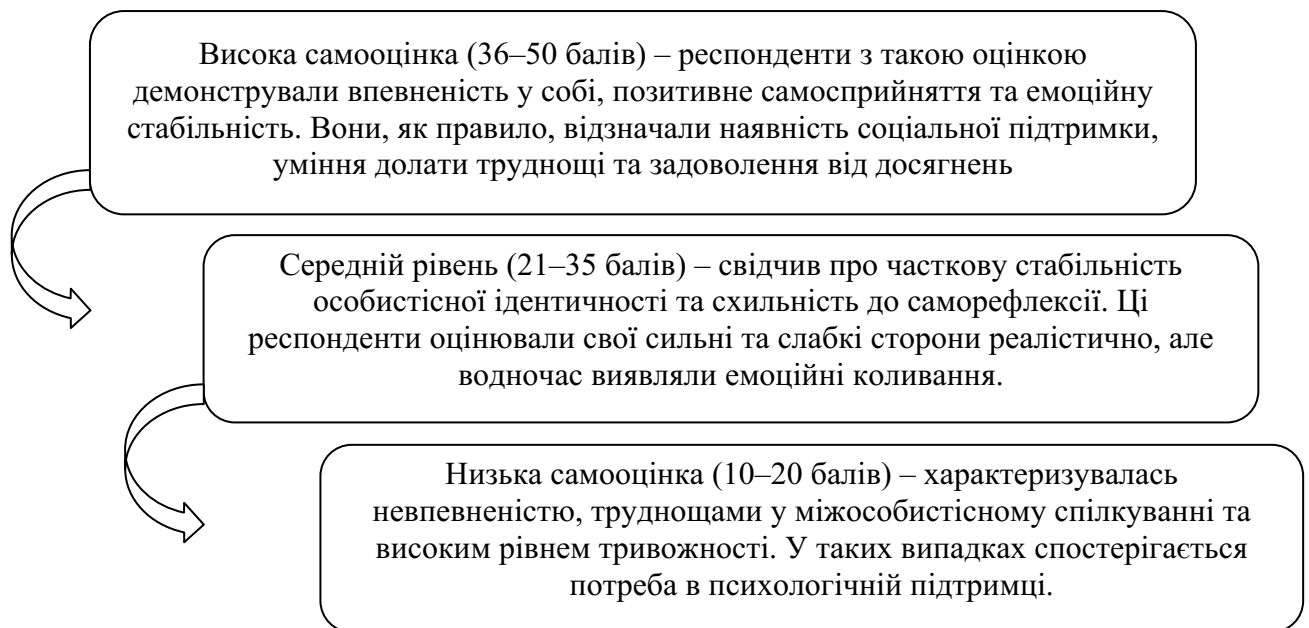 Висока самооцінка (36–50 балів) – респонденти з такою оцінкою
демонстрували впевненість у собі, позитивне самосприйняття та емоційну
стабільність. Вони, як правило, відзначали наявність соціальної підтримки,
уміння долати труднощі та задоволення від досягнень
Середній рівень (21–35 балів) – свідчив про часткову стабільність
особистісної ідентичності та схильність до саморефлексії. Ці
респонденти оцінювали свої сильні та слабкі сторони реалістично, але
водночас виявляли емоційні коливання.
Низька самооцінка (10–20 балів) – характеризувалась
невпевненістю, труднощами у міжособистісному спілкуванні та
високим рівнем тривожності. У таких випадках спостерігається
потреба в психологічній підтримці.